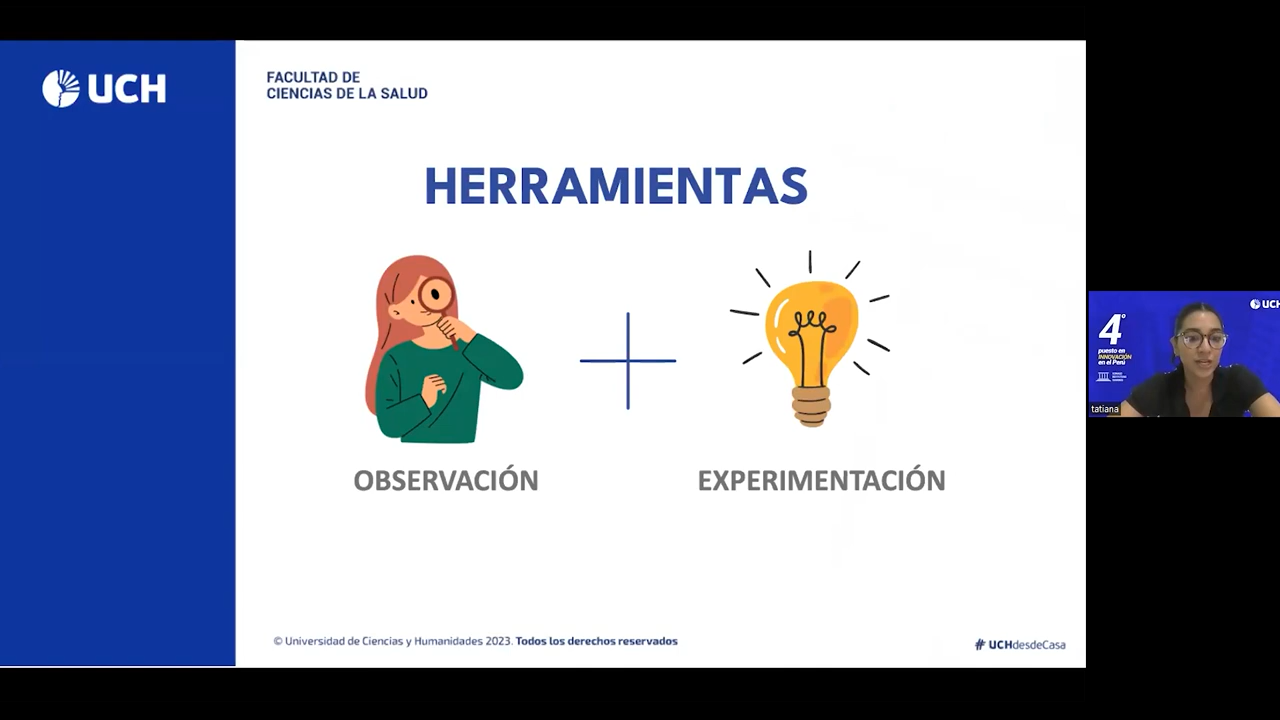 UCH
FACULTAD DE
CIENCIAS DE LA SALUD
HERRAMIENTAS
OBSERVACIÓN
EXPERIMENTACIÓN
© Universidad de Ciencias y Humanidades 2023. Todos los derechos reservados
# UCHdesdeCasa
UCH
4°
puesto en
INNOVACIÓN
en el Perú
tatiana